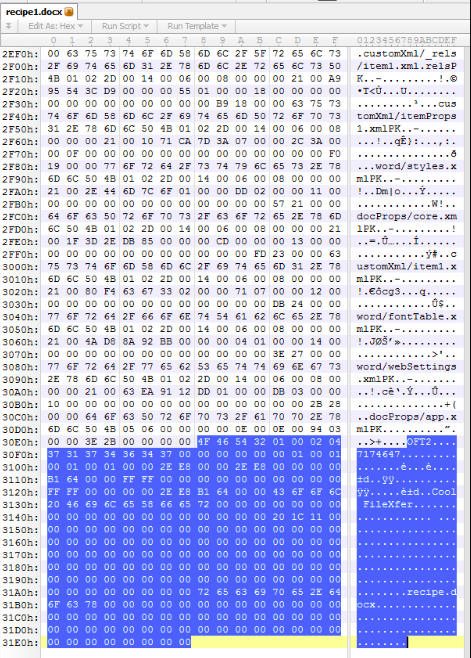 recipe1.docx
Edit As: Hex Run Script Run Template
0 1 2 3 4 5 6 7 8 9 A B C D E F 0123456789ABCDEF
2EF0h: 00 63 75 73 74 6F 6D 58 6D 6C 2F 5F 72 65 6C 73 .customXml/_rels
2F00h: 2F 69 74 65 6D 31 2E 78 6D 6C 2E 72 65 6C 73 50 /item1.xml.relsP
2F10h: 4B 01 02 2D 00 14 00 06 00 08 00 00 00 21 00 A9 K..-.........!.©
2F20h: 95 54 3C D9 00 00 00 55 01 00 00 18 00 00 00 00 •T<Ù...U........
2F30h: 00 00 00 00 00 00 00 00 00 B9 18 00 00 63 75 73 .........¹...cus
2F40h: 74 6F 6D 58 6D 6C 2F 69 74 65 6D 50 72 6F 70 73 tomXml/itemProps
2F50h: 31 2E 78 6D 6C 50 4B 01 02 2D 00 14 00 06 00 08 1.xmlPK..-......
2F60h: 00 00 00 21 00 10 71 CA 7D 3A 07 00 00 2C 3A 00 ...!..qÊ}:...,:.
2F70h: 00 0F 00 00 00 00 00 00 00 00 00 00 00 00 00 F0 ...............ð
2F80h: 19 00 00 77 6F 72 64 2F 73 74 79 6C 65 73 2E 78 ...word/styles.x
2F90h: 6D 6C 50 4B 01 02 2D 00 14 00 06 00 08 00 00 00 mlPK..-.........
2FA0h: 21 00 2E 44 6D 7C 6F 01 00 00 DD 02 00 00 11 00 !..Dm|o...Ý.....
2FB0h: 00 00 00 00 00 00 00 00 00 00 00 00 57 21 00 00 ............W!..
2FC0h: 64 6F 63 50 72 6F 70 73 2F 63 6F 72 65 2E 78 6D docProps/core.xm
2FD0h: 6C 50 4B 01 02 2D 00 14 00 06 00 08 00 00 00 21 lPK..-.........!
2FE0h: 00 1F 3D 2E DB 85 00 00 00 CD 00 00 00 13 00 00 ..=.Û…...Í......
2FF0h: 00 00 00 00 00 00 00 00 00 00 00 FD 23 00 00 63 ...........ý#..c
3000h: 75 73 74 6F 6D 58 6D 6C 2F 69 74 65 6D 31 2E 78 ustomXml/item1.x
3010h: 6D 6C 50 4B 01 02 2D 00 14 00 06 00 08 00 00 00 mlPK..-.........
3020h: 21 00 80 F4 63 67 33 02 00 00 71 07 00 00 12 00 !.€ôcg3...q.....
3030h: 00 00 00 00 00 00 00 00 00 00 00 00 DB 24 00 00 ............Û$..
3040h: 77 6F 72 64 2F 66 6F 6E 74 54 61 62 6C 65 2E 78 word/fontTable.x
3050h: 6D 6C 50 4B 01 02 2D 00 14 00 06 00 08 00 00 00 mlPK..-.........
3060h: 21 00 4A D8 8A 92 BB 00 00 00 04 01 00 00 14 00 !.JØŠ’».........
3070h: 00 00 00 00 00 00 00 00 00 00 00 00 3E 27 00 00 ............>'..
3080h: 77 6F 72 64 2F 77 65 62 53 65 74 74 69 6E 67 73 word/webSettings
3090h: 2E 78 6D 6C 50 4B 01 02 2D 00 14 00 06 00 08 00 .xmlPK..-.......
30A0h: 00 00 21 00 63 EA 91 12 DD 01 00 00 DB 03 00 00 ..!.cê‘.Ý...Û...
30B0h: 10 00 00 00 00 00 00 00 00 00 00 00 00 00 2B 28 ..............+(
30C0h: 00 00 64 6F 63 50 72 6F 70 73 2F 61 70 70 2E 78 ..docProps/app.x
30D0h: 6D 6C 50 4B 05 06 00 00 00 00 0E 00 0E 00 94 03 mlPK..........”.
30E0h: 00 00 3E 2B 00 00 00 00 4F 46 54 32 01 00 02 04 ..>+....OFT2....
30F0h: 37 31 37 34 36 34 37 00 00 00 00 00 00 01 00 01 7174647.........
3100h: 00 01 00 01 00 00 2E E8 00 00 2E E8 00 00 00 00 .......è...è....
3110h: B1 64 00 00 FF FF 00 00 00 00 00 00 00 00 00 00 ±d..ÿÿ..........
3120h: FF FF 00 00 00 00 2E E8 B1 64 00 00 43 6F 6F 6C ÿÿ.....è±d..Cool
3130h: 20 46 69 6C 65 58 66 65 72 00 00 00 00 00 00 00 FileXfer.......
3140h: 00 00 00 00 00 00 00 00 00 00 00 00 20 1C 11 00 ............ ...
3150h: 00 00 00 00 00 00 00 00 00 00 00 00 00 00 00 00 ................
3160h: 00 00 00 00 00 00 00 00 00 00 00 00 00 00 00 00 ................
3170h: 00 00 00 00 00 00 00 00 00 00 00 00 00 00 00 00 ................
3180h: 00 00 00 00 00 00 00 00 00 00 00 00 00 00 00 00 ................
3190h: 00 00 00 00 00 00 00 00 00 00 00 00 00 00 00 00 ................
31A0h: 00 00 00 00 00 00 00 00 72 65 63 69 70 65 2E 64 ........recipe.d
31B0h: 6F 63 78 00 00 00 00 00 00 00 00 00 00 00 00 00 ocx.............
31C0h: 00 00 00 00 00 00 00 00 00 00 00 00 00 00 00 00 ................
31D0h: 00 00 00 00 00 00 00 00 00 00 00 00 00 00 00 00 ................
31E0h: 00 00 00 00 00 00 00 00 ........